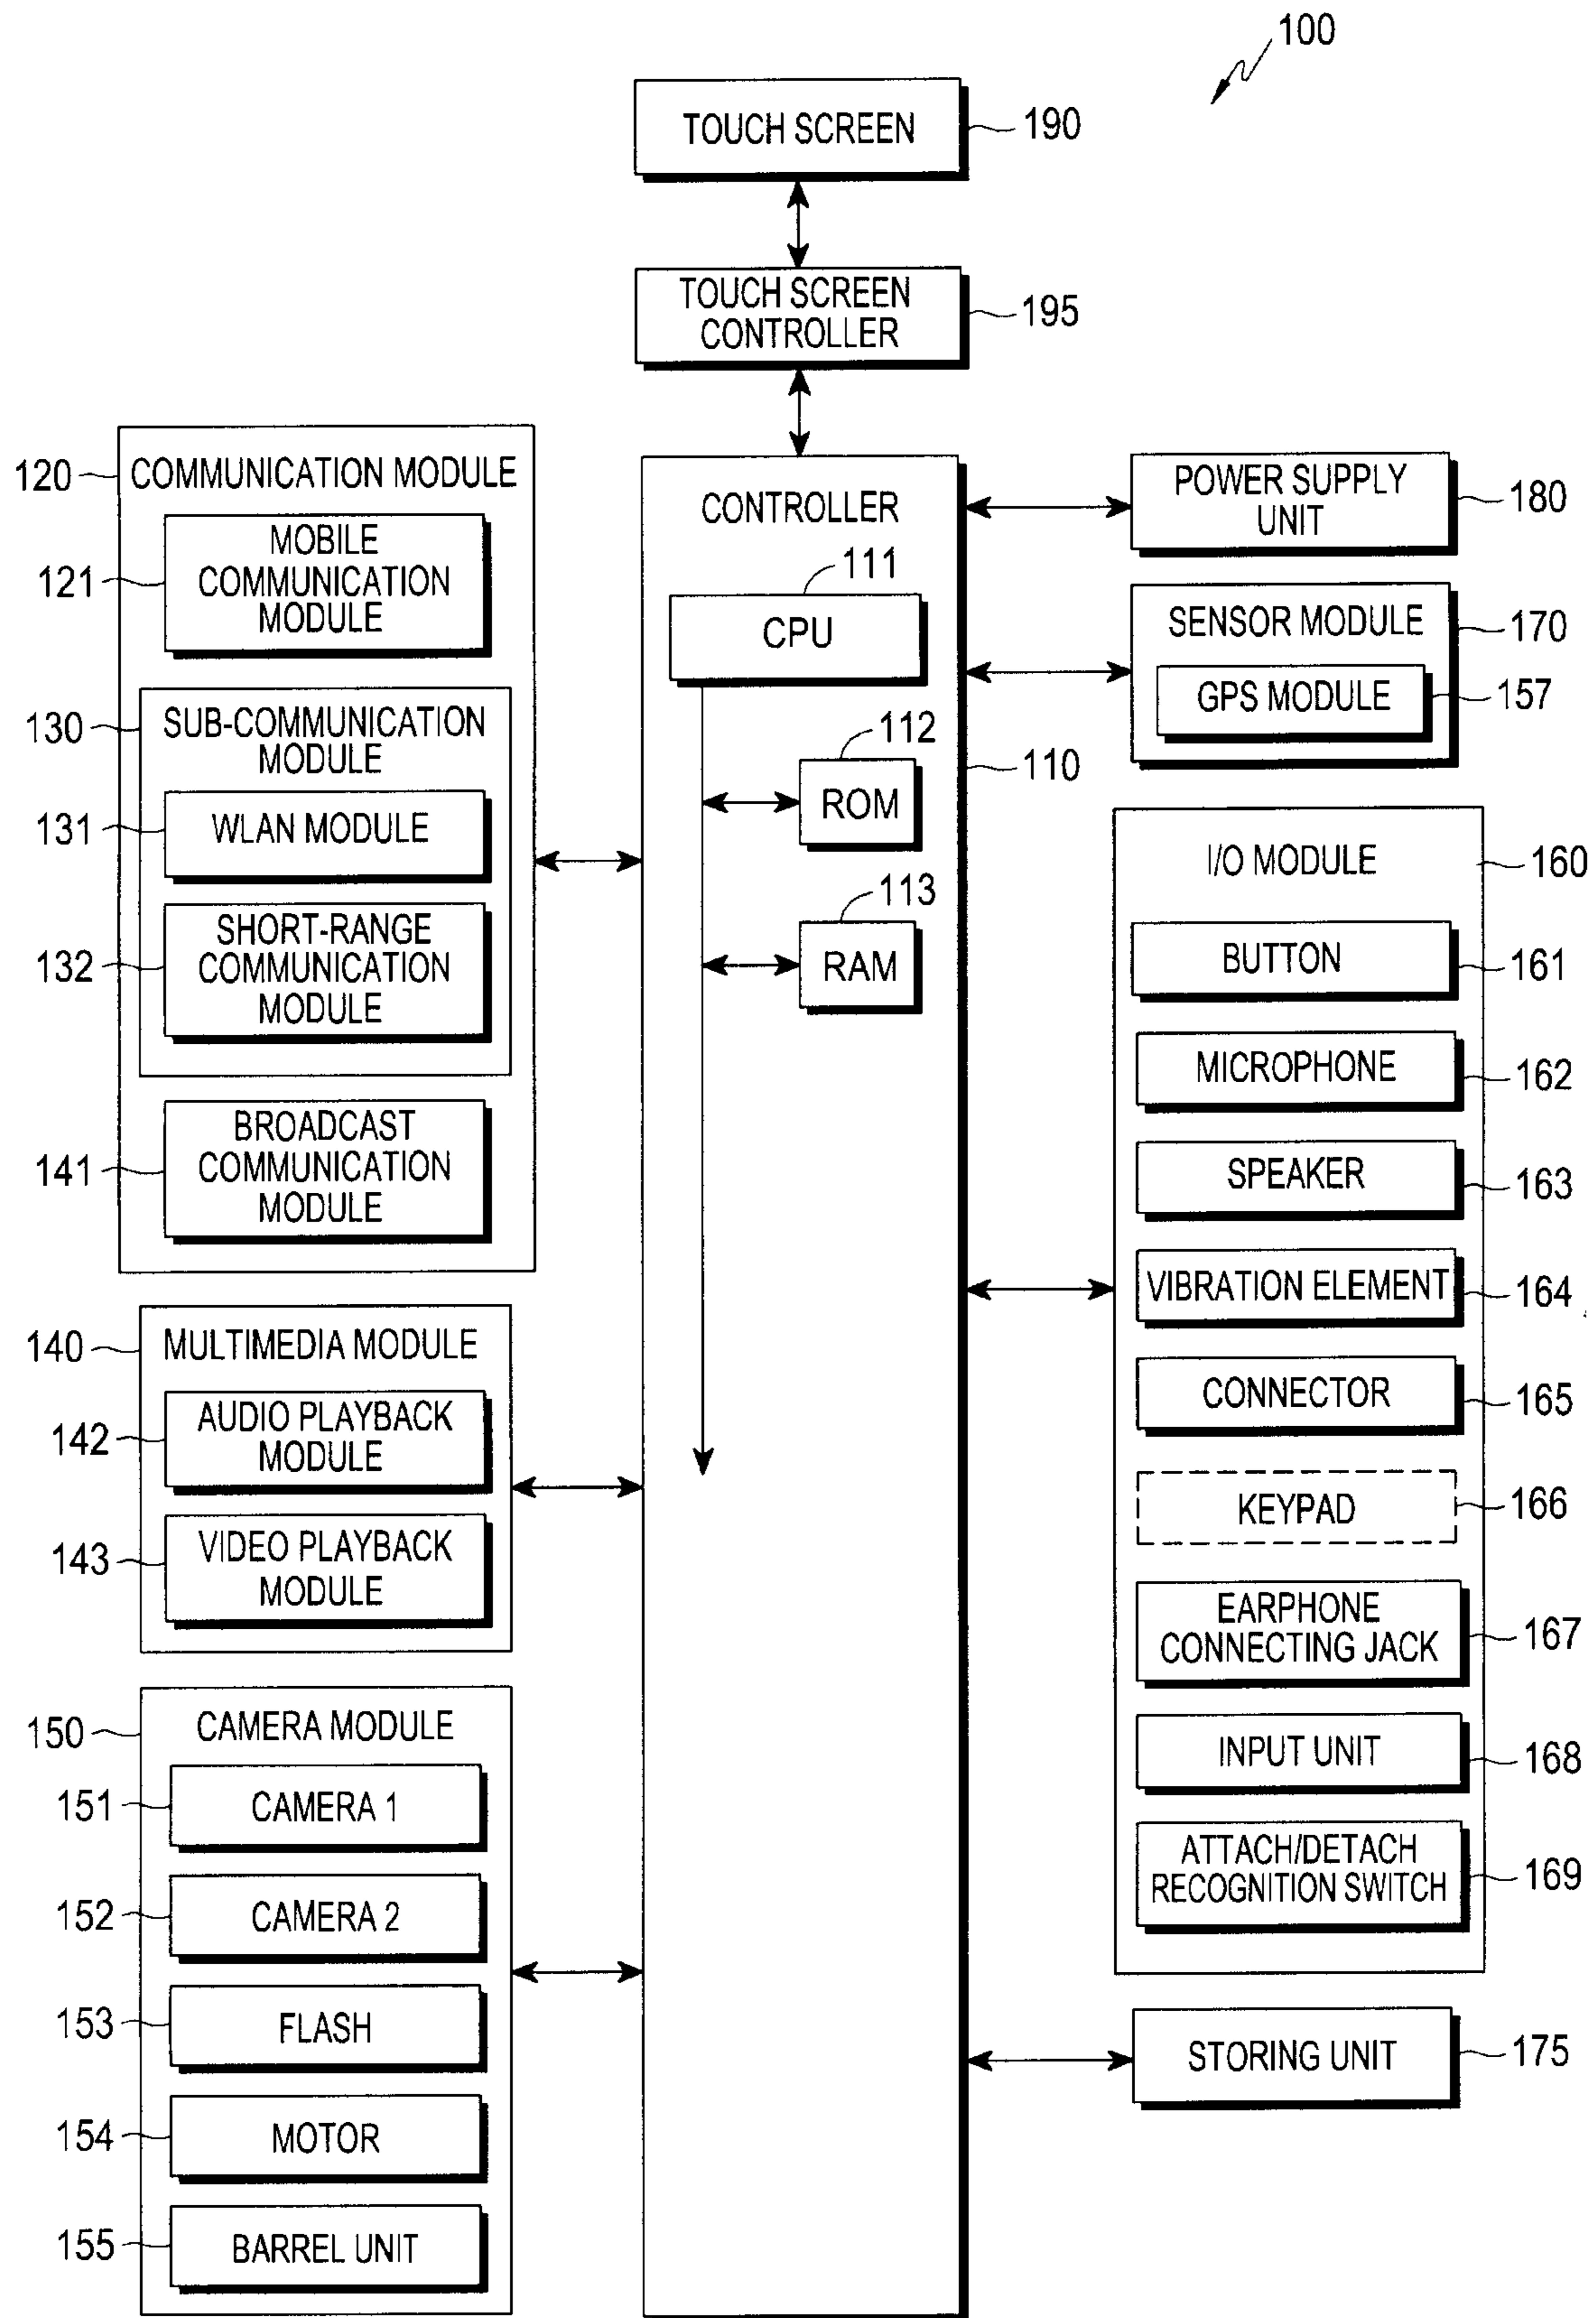 100
TOUCH SCREEN
190
TOUCH SCREEN
CONTROLLER
195
120
COMMUNICATION MODULE
121
MOBILE
COMMUNICATION
MODULE
130
SUB-COMMUNICATION
MODULE
131
WLAN MODULE
132
SHORT-RANGE
COMMUNICATION
MODULE
141
BROADCAST
COMMUNICATION
MODULE
140
MULTIMEDIA MODULE
142
AUDIO PLAYBACK
MODULE
143
VIDEO PLAYBACK
MODULE
150
CAMERA MODULE
151
CAMERA 1
152
CAMERA 2
153
FLASH
154
MOTOR
155
BARREL UNIT
CONTROLLER
110
111
CPU
112
ROM
113
RAM
POWER SUPPLY
UNIT
180
SENSOR MODULE
170
GPS MODULE
157
I/O MODULE
160
BUTTON
161
MICROPHONE
162
SPEAKER
163
VIBRATION ELEMENT
164
CONNECTOR
165
KEYPAD
166
EARPHONE
CONNECTING JACK
167
INPUT UNIT
168
ATTACH/DETACH
RECOGNITION SWITCH
169
STORING UNIT
175